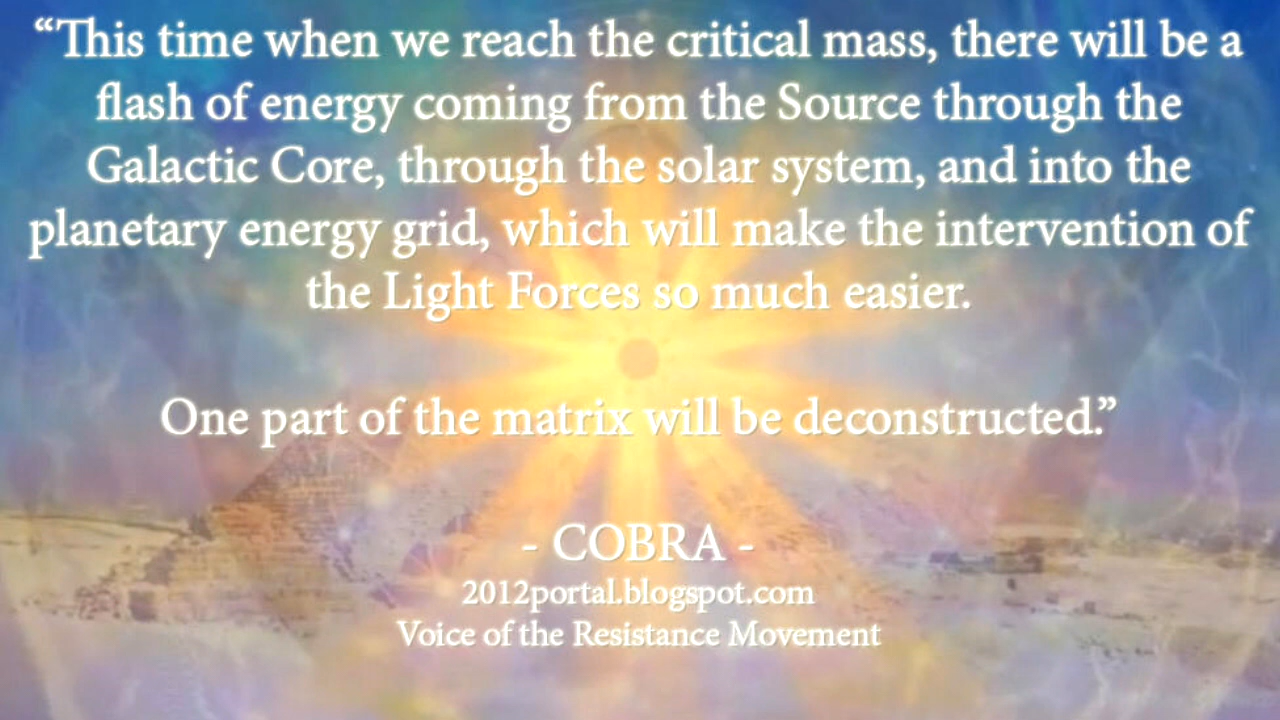 “This time when we reach the critical mass, there will be a
flash of energy coming from the Source through the
Galactic Core, through the solar system, and into the
planetary energy grid, which will make the intervention of
the Light Forces so much easier.
One part of the matrix will be deconstructed.”
- COBRA -
2012portal.blogspot.com
Voice of the Resistance Movement